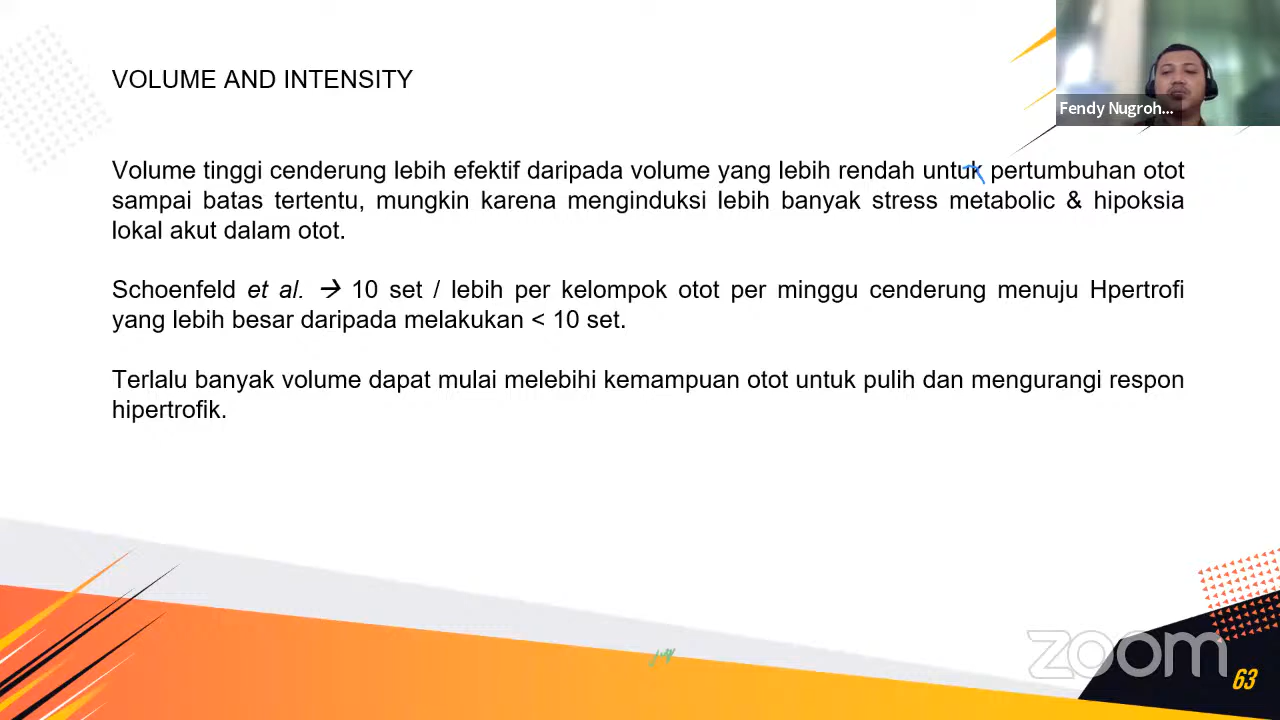 VOLUME AND INTENSITY
Fendy Nugroh...
Volume tinggi cenderung lebih efektif daripada volume yang lebih rendah untuk pertumbuhan otot
sampai batas tertentu, mungkin karena menginduksi lebih banyak stress metabolic & hipoksia
lokal akut dalam otot.
Schoenfeld et al. → 10 set / lebih per kelompok otot per minggu cenderung menuju Hpertrofi
yang lebih besar daripada melakukan < 10 set.
Terlalu banyak volume dapat mulai melebihi kemampuan otot untuk pulih dan mengurangi respon
hipertrofik.
zoom
63